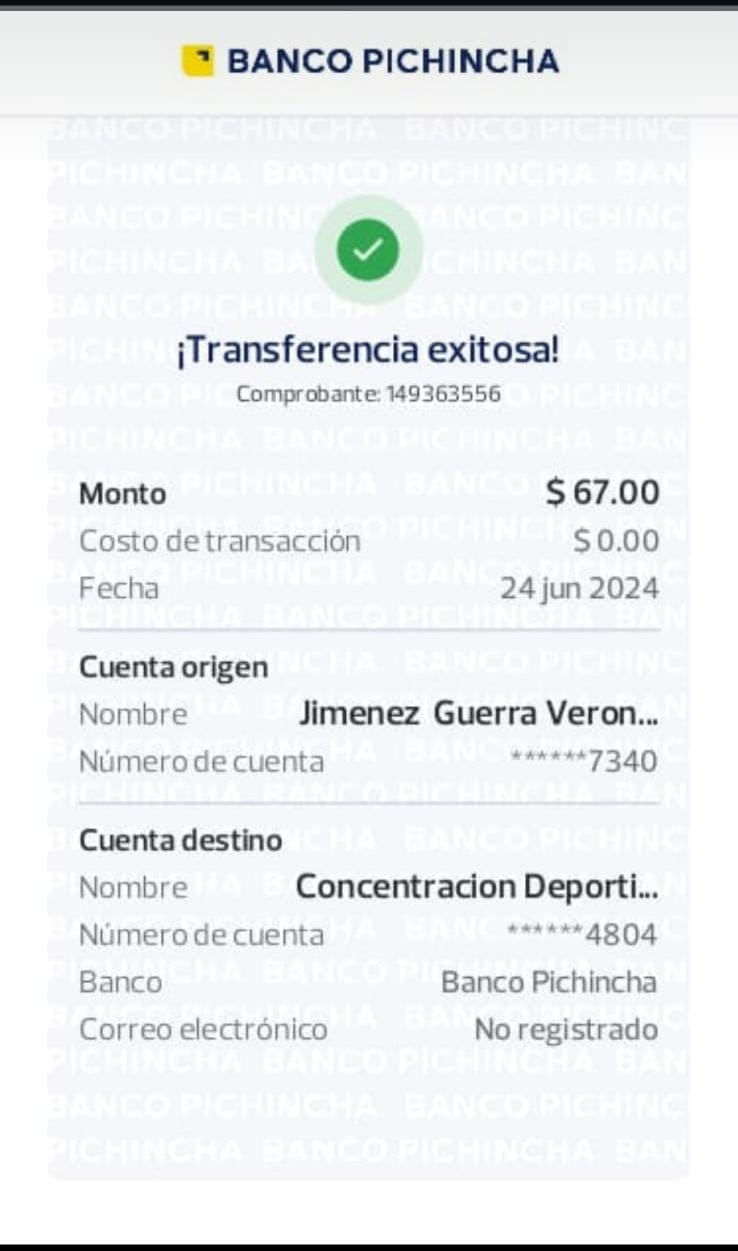 BANCO PICHINCHA
¡Transferencia exitosa!
Comprobante: 149363556
Monto $ 67.00
Costo de transacción $ 0.00
Fecha 24 jun 2024
Cuenta origen
Nombre Jimenez Guerra Veron...
Número de cuenta ******7340
Cuenta destino
Nombre Concentracion Deporti...
Número de cuenta ******4804
Banco Banco Pichincha
Correo electrónico No registrado